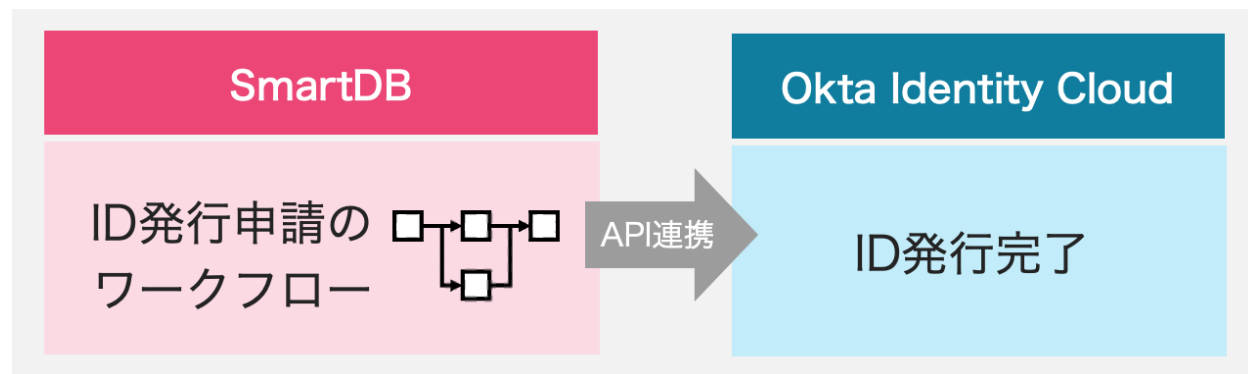 SmartDB
ID発行申請の
ワークフロー
API連携
Okta Identity Cloud
ID発行完了